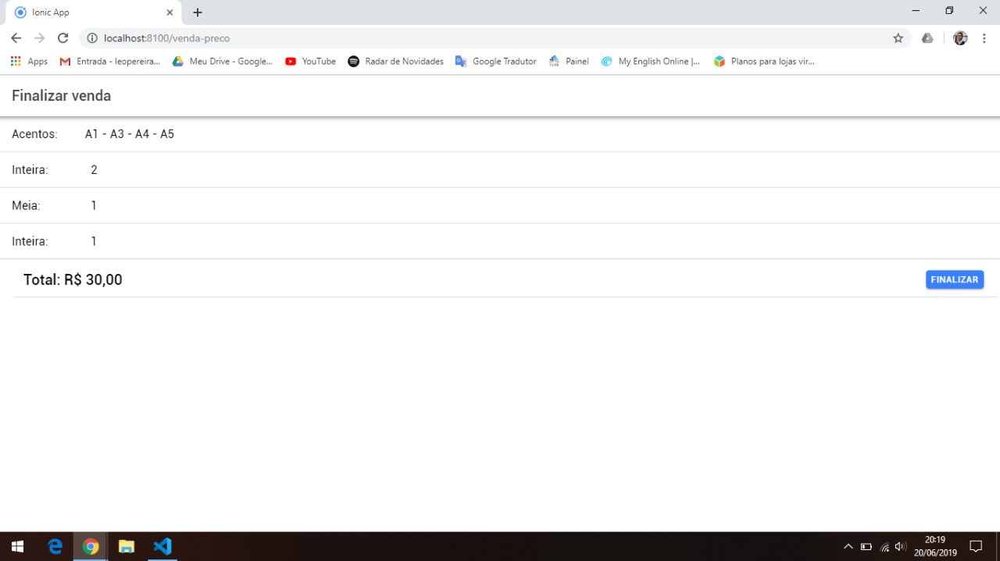 Ionic App
localhost:8100/venda-preco
Apps Entrada - leopereira... Meu Drive - Google... YouTube Radar de Novidades Google Tradutor Painel My English Online |... Planos para lojas vir...
Finalizar venda
Acentos: A1 - A3 - A4 - A5
Inteira: 2
Meia: 1
Inteira: 1
Total: R$ 30,00 FINALIZAR
20:19
20/06/2019